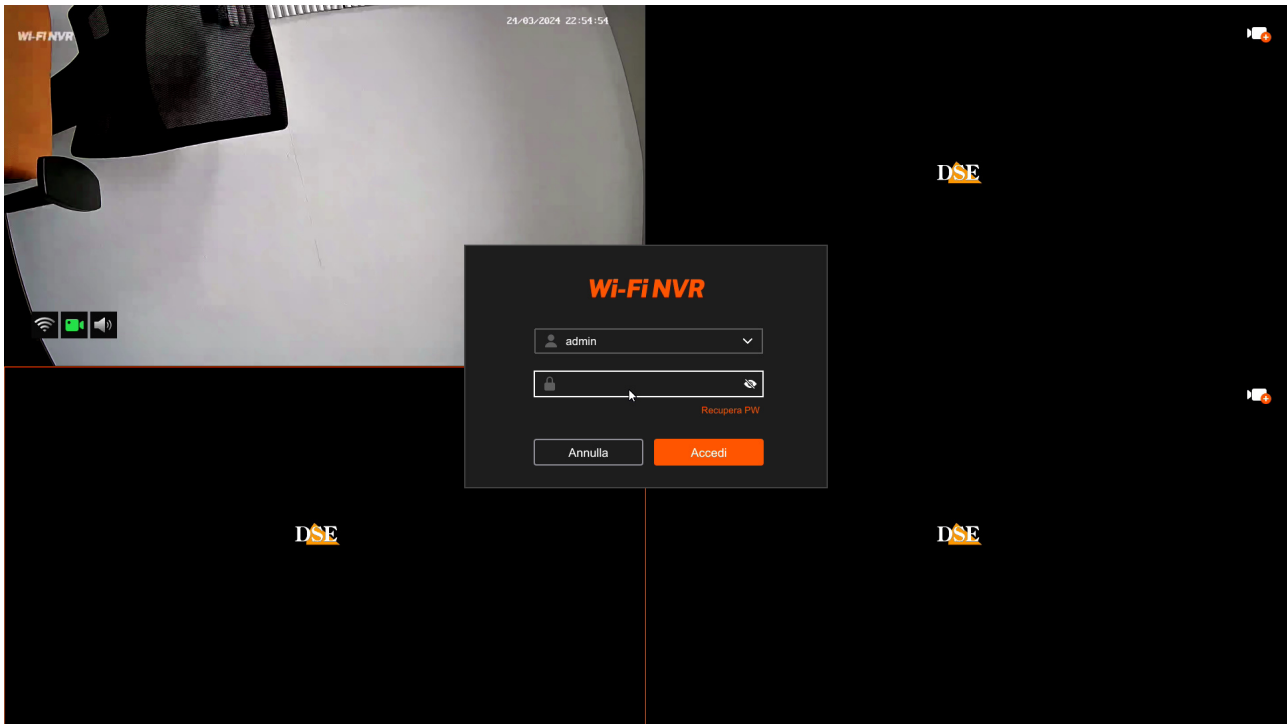 WI-FI NVR
24/03/2024 22:54:54
DSE
Wi-Fi NVR
admin
Recupera PW
Annulla
Accedi
DSE
DSE